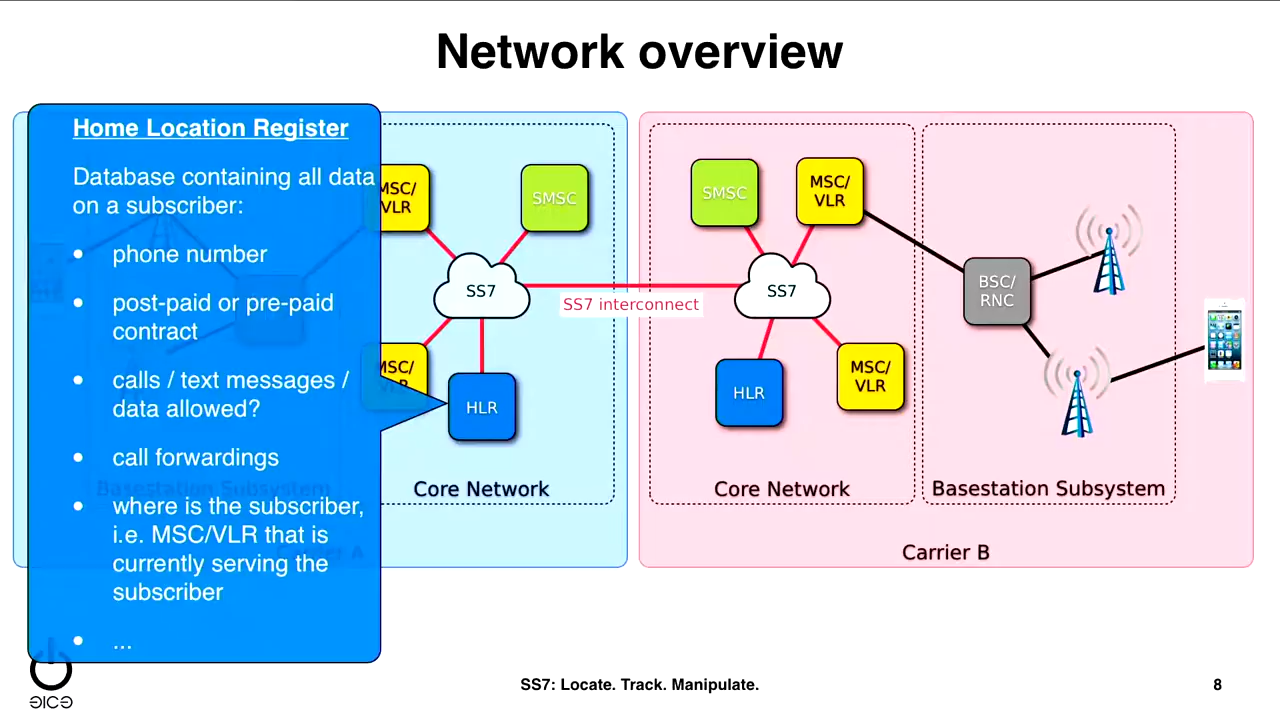 Network overview
Home Location Register
Database containing all data
on a subscriber:
• phone number
• post-paid or pre-paid
contract
• calls / text messages /
data allowed?
• call forwardings
• where is the subscriber,
i.e. MSC/VLR that is
currently serving the
subscriber
• ...
MSC/
VLR
SMSC
SS7
SS7 interconnect
MSC/
HLR
Core Network
Basestation Subsystem
Carrier A
SMSC
MSC/
VLR
SS7
HLR
MSC/
VLR
Core Network
BSC/
RNC
Basestation Subsystem
Carrier B
SS7: Locate. Track. Manipulate.
8